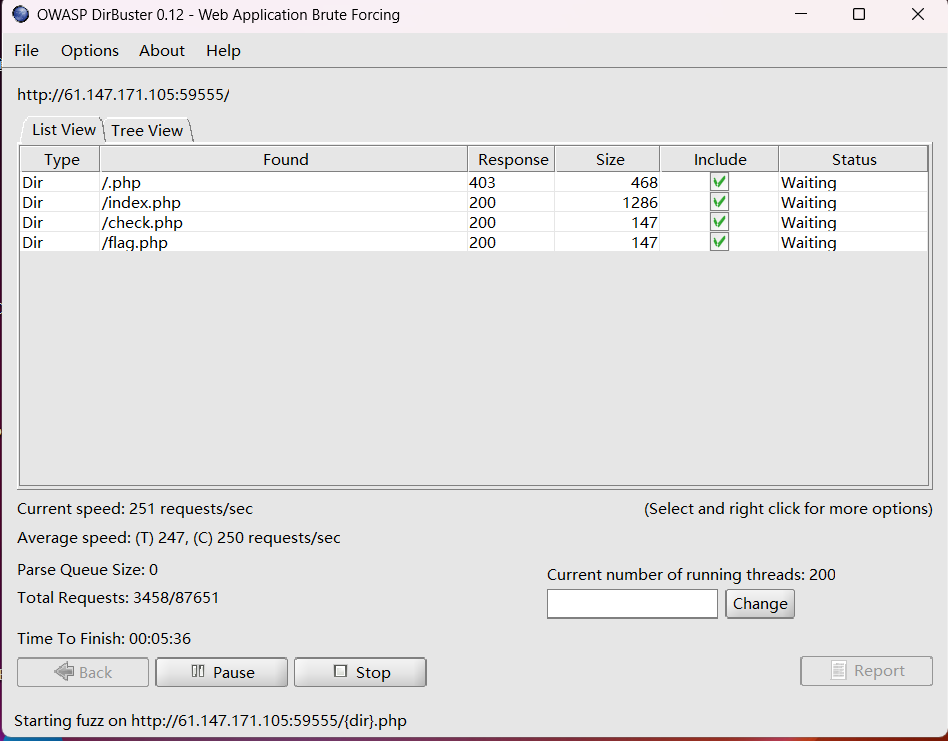 OWASP DirBuster 0.12 - Web Application Brute Forcing
File Options About Help
http://61.147.171.105:59555/
List View Tree View
Type Found Response Size Include Status
Dir /.php 403 468 Waiting
Dir /index.php 200 1286 Waiting
Dir /check.php 200 147 Waiting
Dir /flag.php 200 147 Waiting
Current speed: 251 requests/sec (Select and right click for more options)
Average speed: (T) 247, (C) 250 requests/sec
Parse Queue Size: 0
Current number of running threads: 200
Total Requests: 3458/87651
Change
Time To Finish: 00:05:36
Back Pause Stop Report
Starting fuzz on http://61.147.171.105:59555/{dir}.php